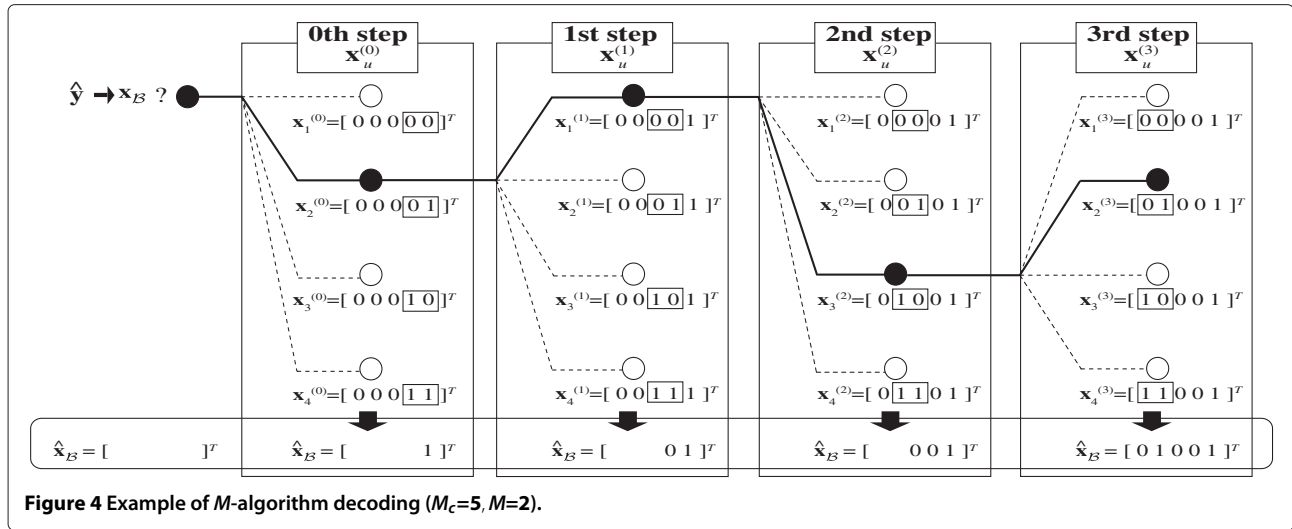 0th step
x_u^(0)
1st step
x_u^(1)
2nd step
x_u^(2)
3rd step
x_u^(3)
ŷ → x_B ?
x_1^(0)=[ 0 0 0 0 0 ]^T
x_1^(1)=[ 0 0 0 0 1 ]^T
x_1^(2)=[ 0 0 0 0 1 ]^T
x_1^(3)=[ 0 0 0 0 1 ]^T
x_2^(0)=[ 0 0 0 0 1 ]^T
x_2^(1)=[ 0 0 0 1 1 ]^T
x_2^(2)=[ 0 0 1 0 1 ]^T
x_2^(3)=[ 0 1 0 0 1 ]^T
x_3^(0)=[ 0 0 0 1 0 ]^T
x_3^(1)=[ 0 0 1 0 1 ]^T
x_3^(2)=[ 0 1 0 0 1 ]^T
x_3^(3)=[ 1 0 0 0 1 ]^T
x_4^(0)=[ 0 0 0 1 1 ]^T
x_4^(1)=[ 0 0 1 1 1 ]^T
x_4^(2)=[ 0 1 1 0 1 ]^T
x_4^(3)=[ 1 1 0 0 1 ]^T
x̂_B = [ ]^T
x̂_B = [ 1 ]^T
x̂_B = [ 0 1 ]^T
x̂_B = [ 0 0 1 ]^T
x̂_B = [ 0 1 0 0 1 ]^T
Figure 4 Example of M-algorithm decoding (M_c=5, M=2).